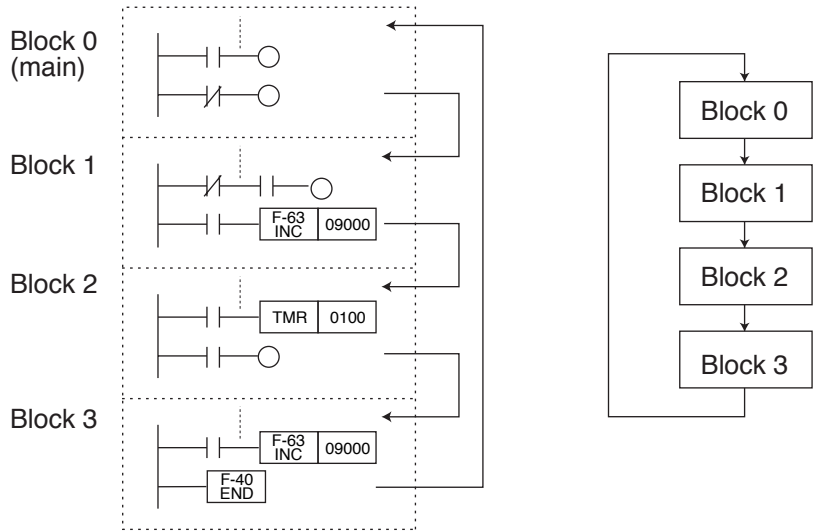 Block 0
(main)
Block 1
F-63
INC
09000
Block 2
TMR
0100
Block 3
F-63
INC
09000
F-40
END
Block 0
Block 1
Block 2
Block 3